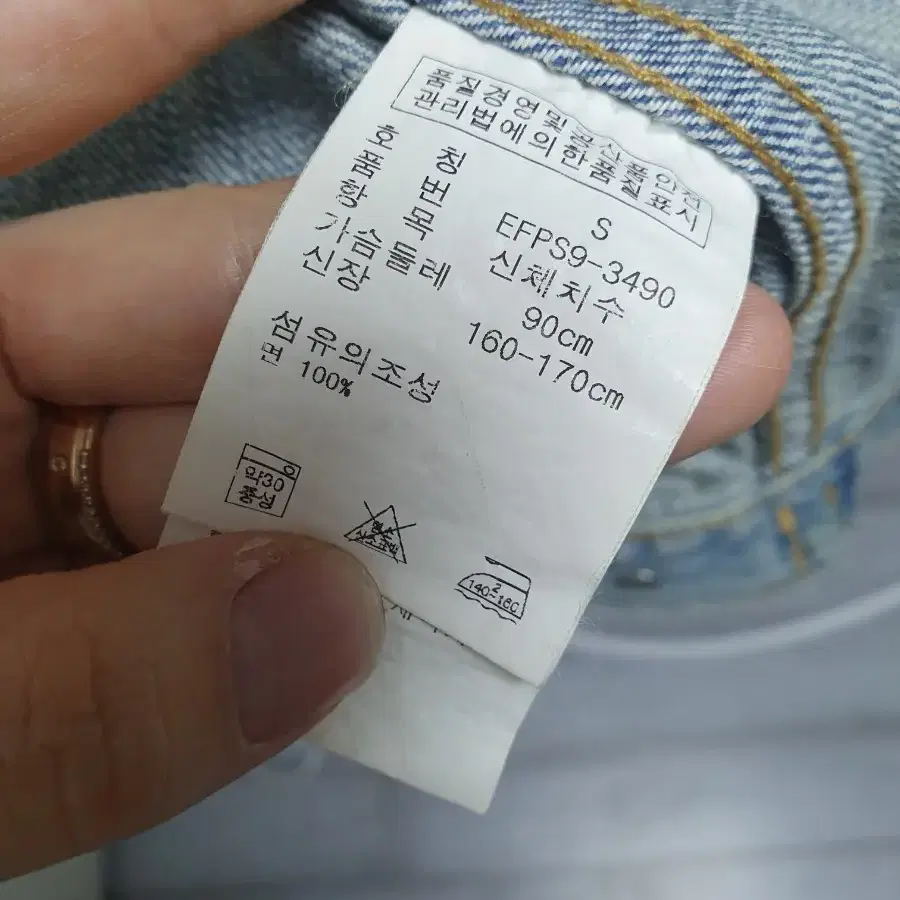 품질경영및공산품안전
관리법에의한품질표시
호 칭 S
품 번 EFPS9-3490
항 목 신체치수
가슴둘레 90cm
신장 160-170cm
섬유의조성
면 100%
약30
중성
2
140~160